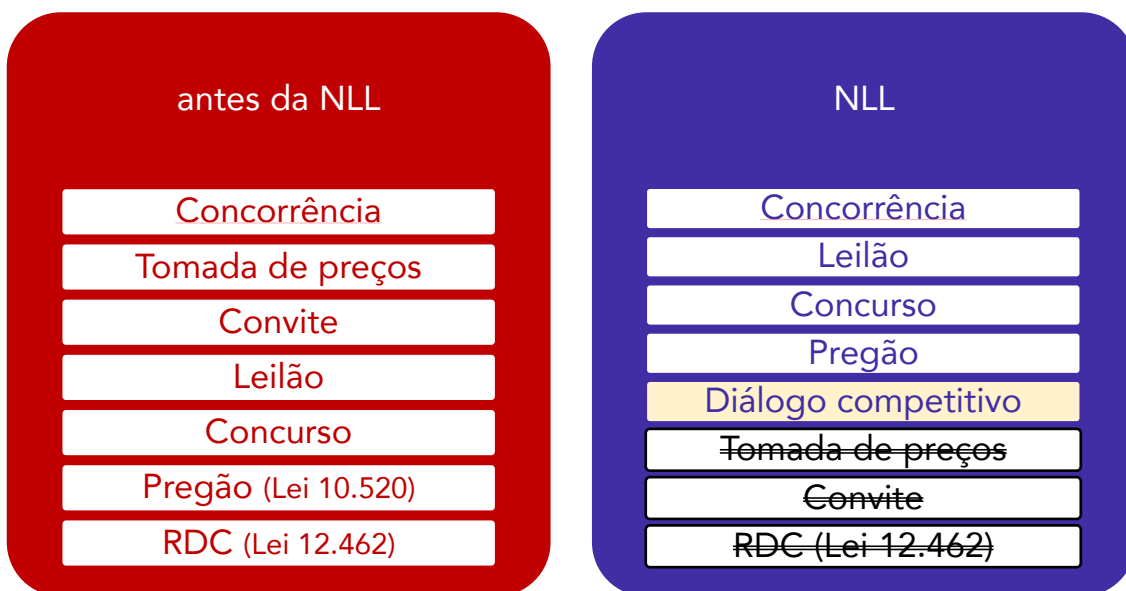 antes da NLL
Concorrência
Tomada de preços
Convite
Leilão
Concurso
Pregão (Lei 10.520)
RDC (Lei 12.462)
NLL
Concorrência
Leilão
Concurso
Pregão
Diálogo competitivo
Tomada de preços
Convite
RDC (Lei 12.462)